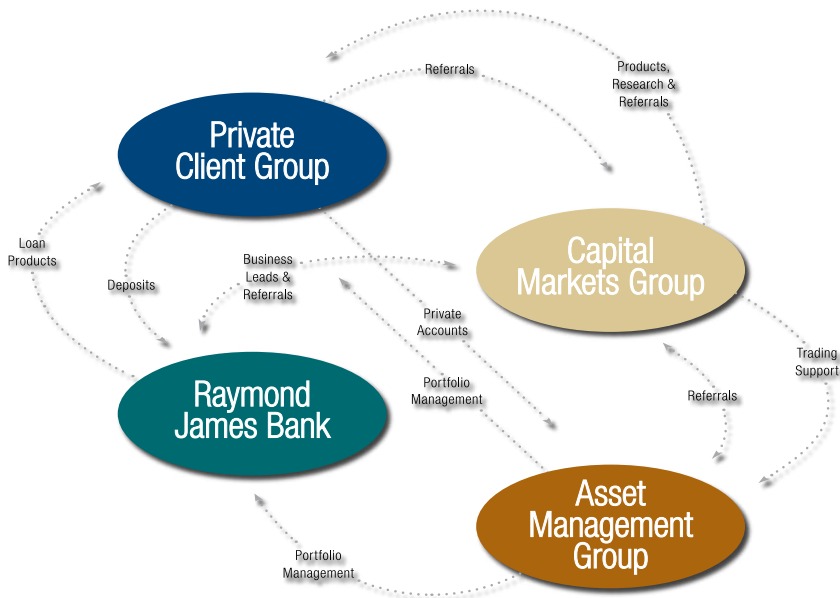 Referrals
Products,
Research &
Referrals
Private
Client Group
Loan
Products
Deposits
Business
Leads &
Referrals
Capital
Markets Group
Private
Accounts
Trading
Support
Raymond
James Bank
Portfolio
Management
Referrals
Asset
Management
Group
Portfolio
Management